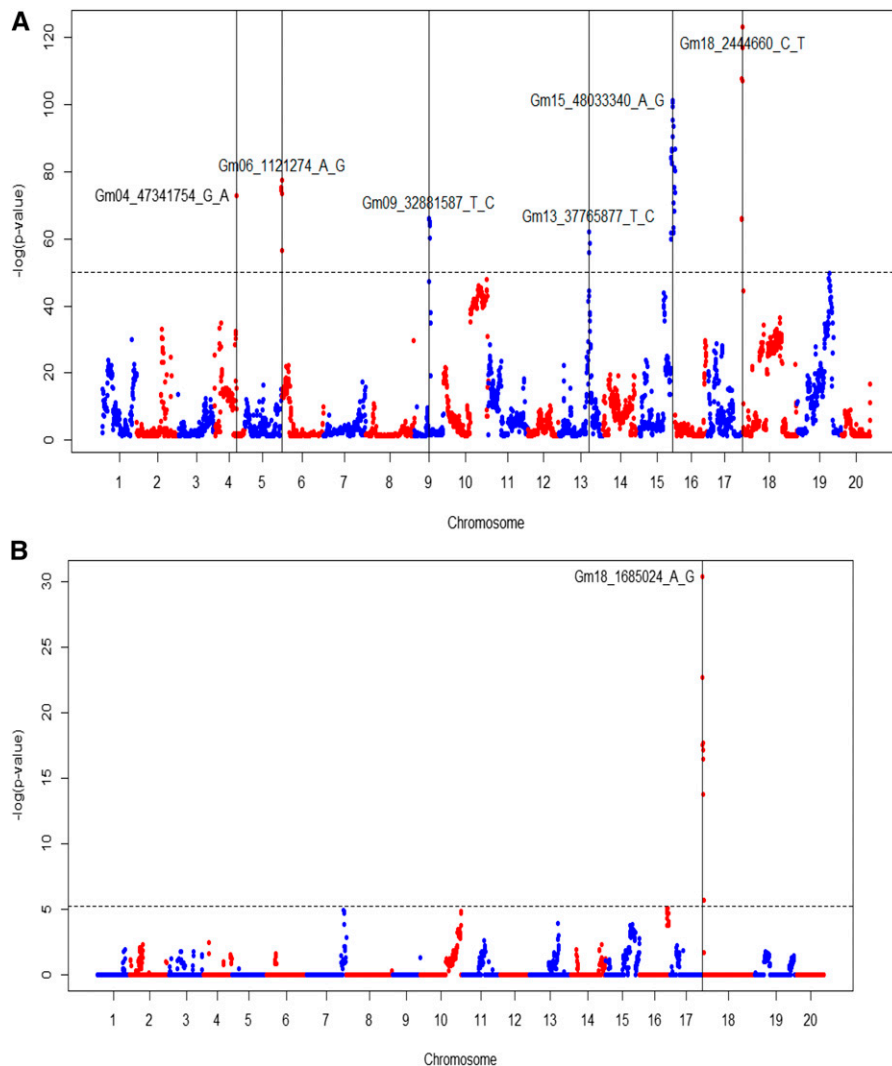 A
-log(p-value)
120
100
80
60
40
20
0
Gm18_2444660_C_T
Gm15_48033340_A_G
Gm06_1121274_A_G
Gm04_47341754_G_A
Gm09_32881587_T_C
Gm13_37765877_T_C
1 2 3 4 5 6 7 8 9 10 11 12 13 14 15 16 17 18 19 20
Chromosome
B
-log(p-value)
30
25
20
15
10
5
0
Gm18_1685024_A_G
1 2 3 4 5 6 7 8 9 10 11 12 13 14 15 16 17 18 19 20
Chromosome